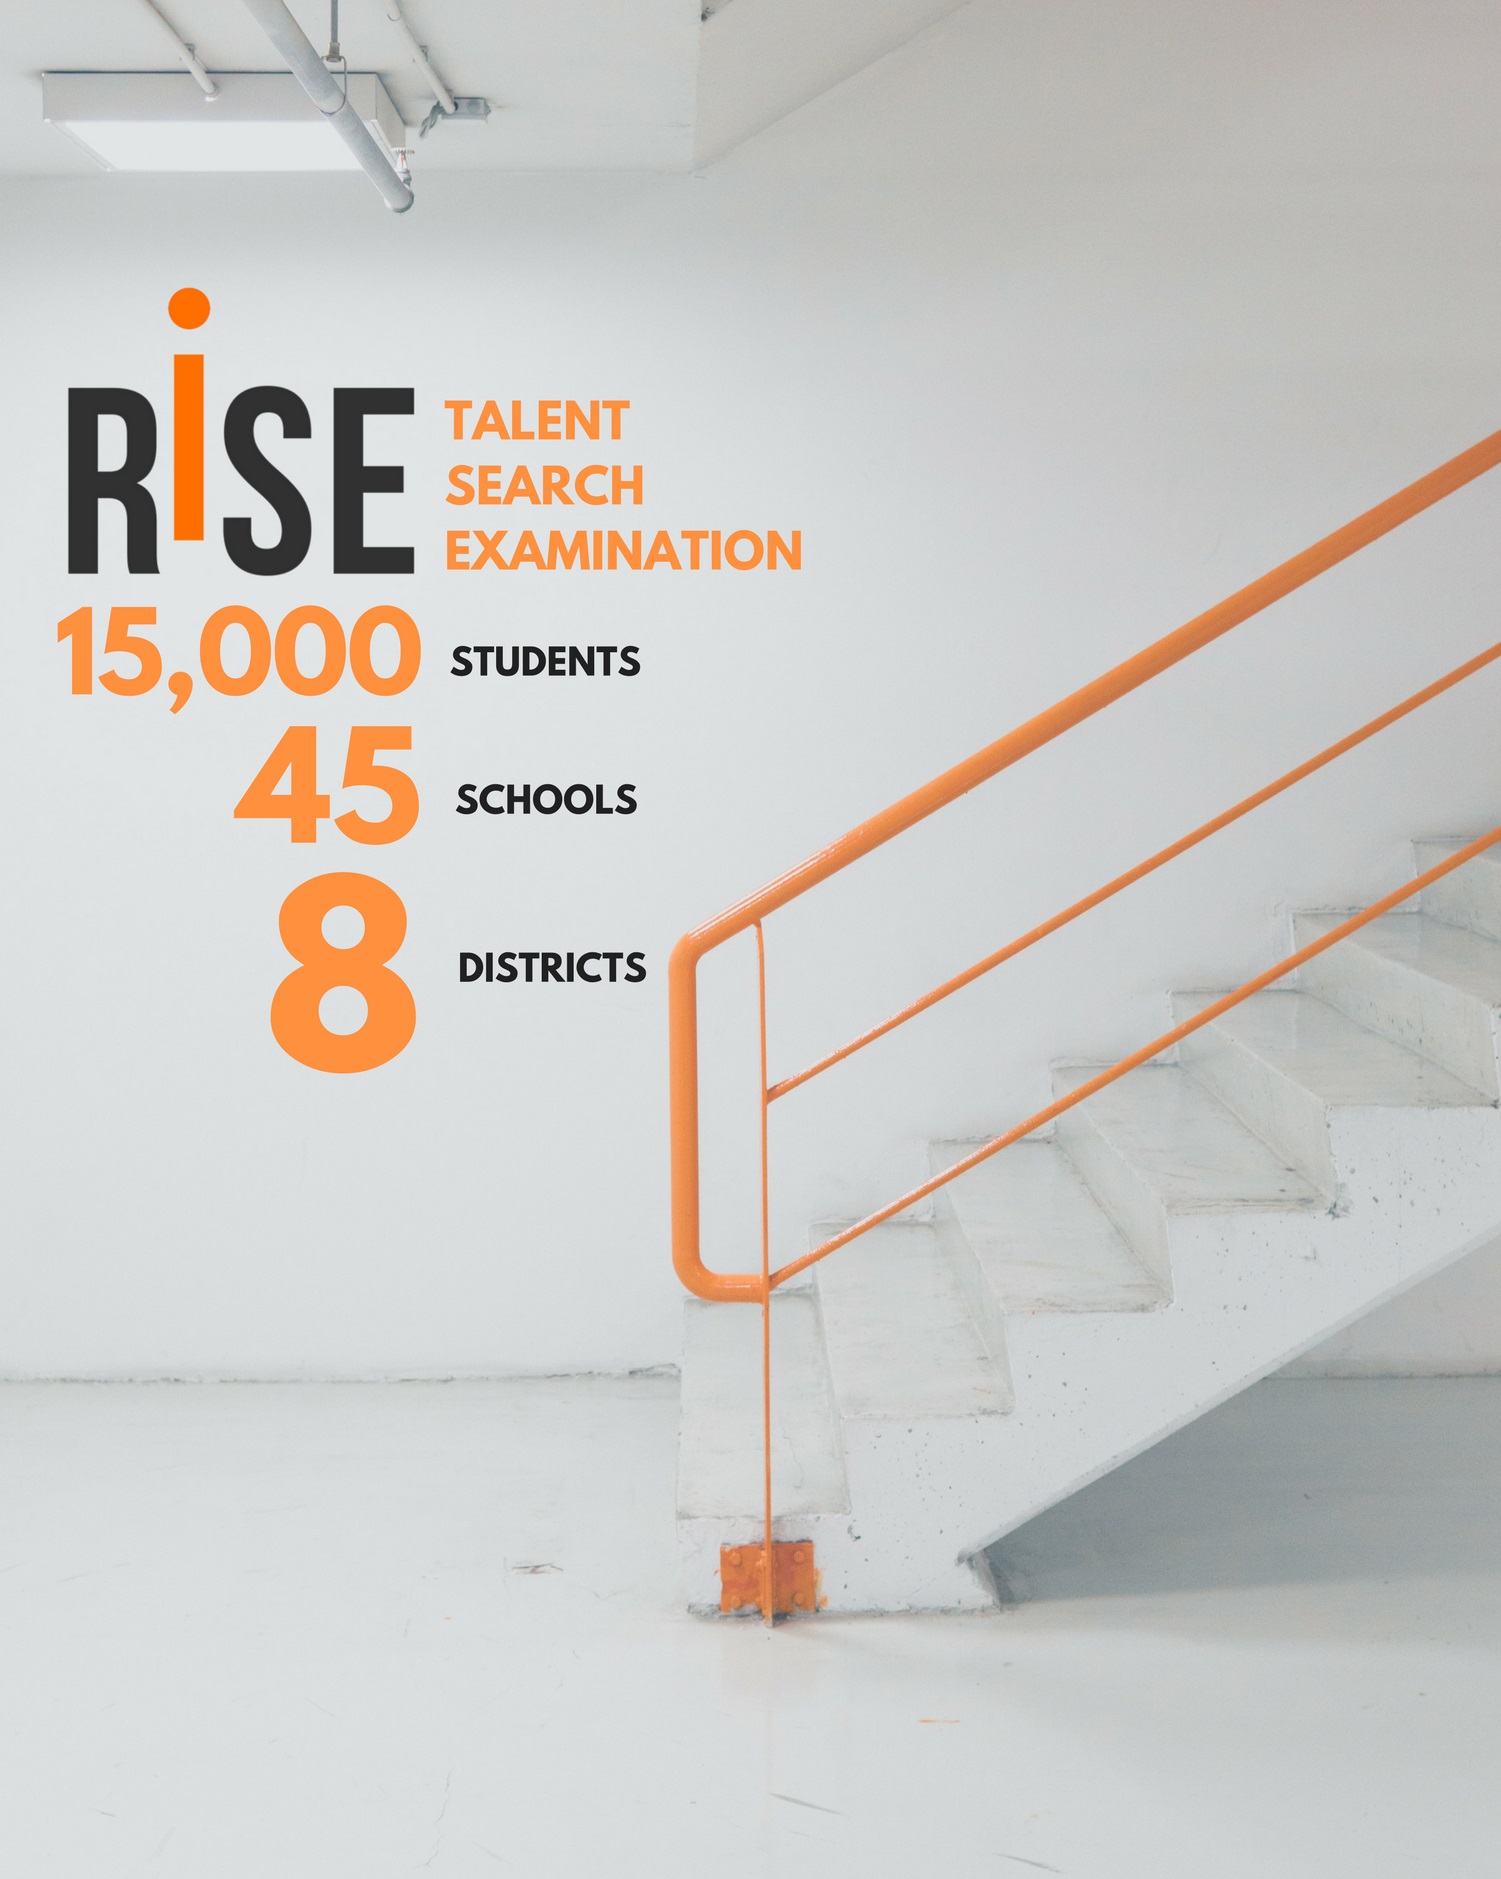 RiSE
TALENT
SEARCH
EXAMINATION
15,000 STUDENTS
45 SCHOOLS
8 DISTRICTS